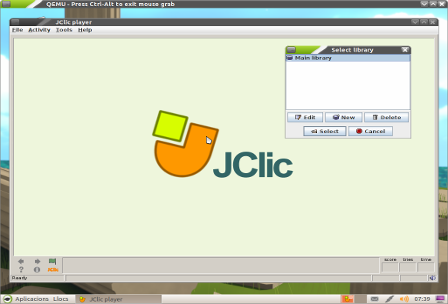 QEMU - Press Ctrl-Alt to exit mouse grab
JClic player
File Activity Tools Help
Select library
Main library
Edit New Delete
Select Cancel
JClic
score tries time
Ready
Aplicacions Llocs JClic player 07:35